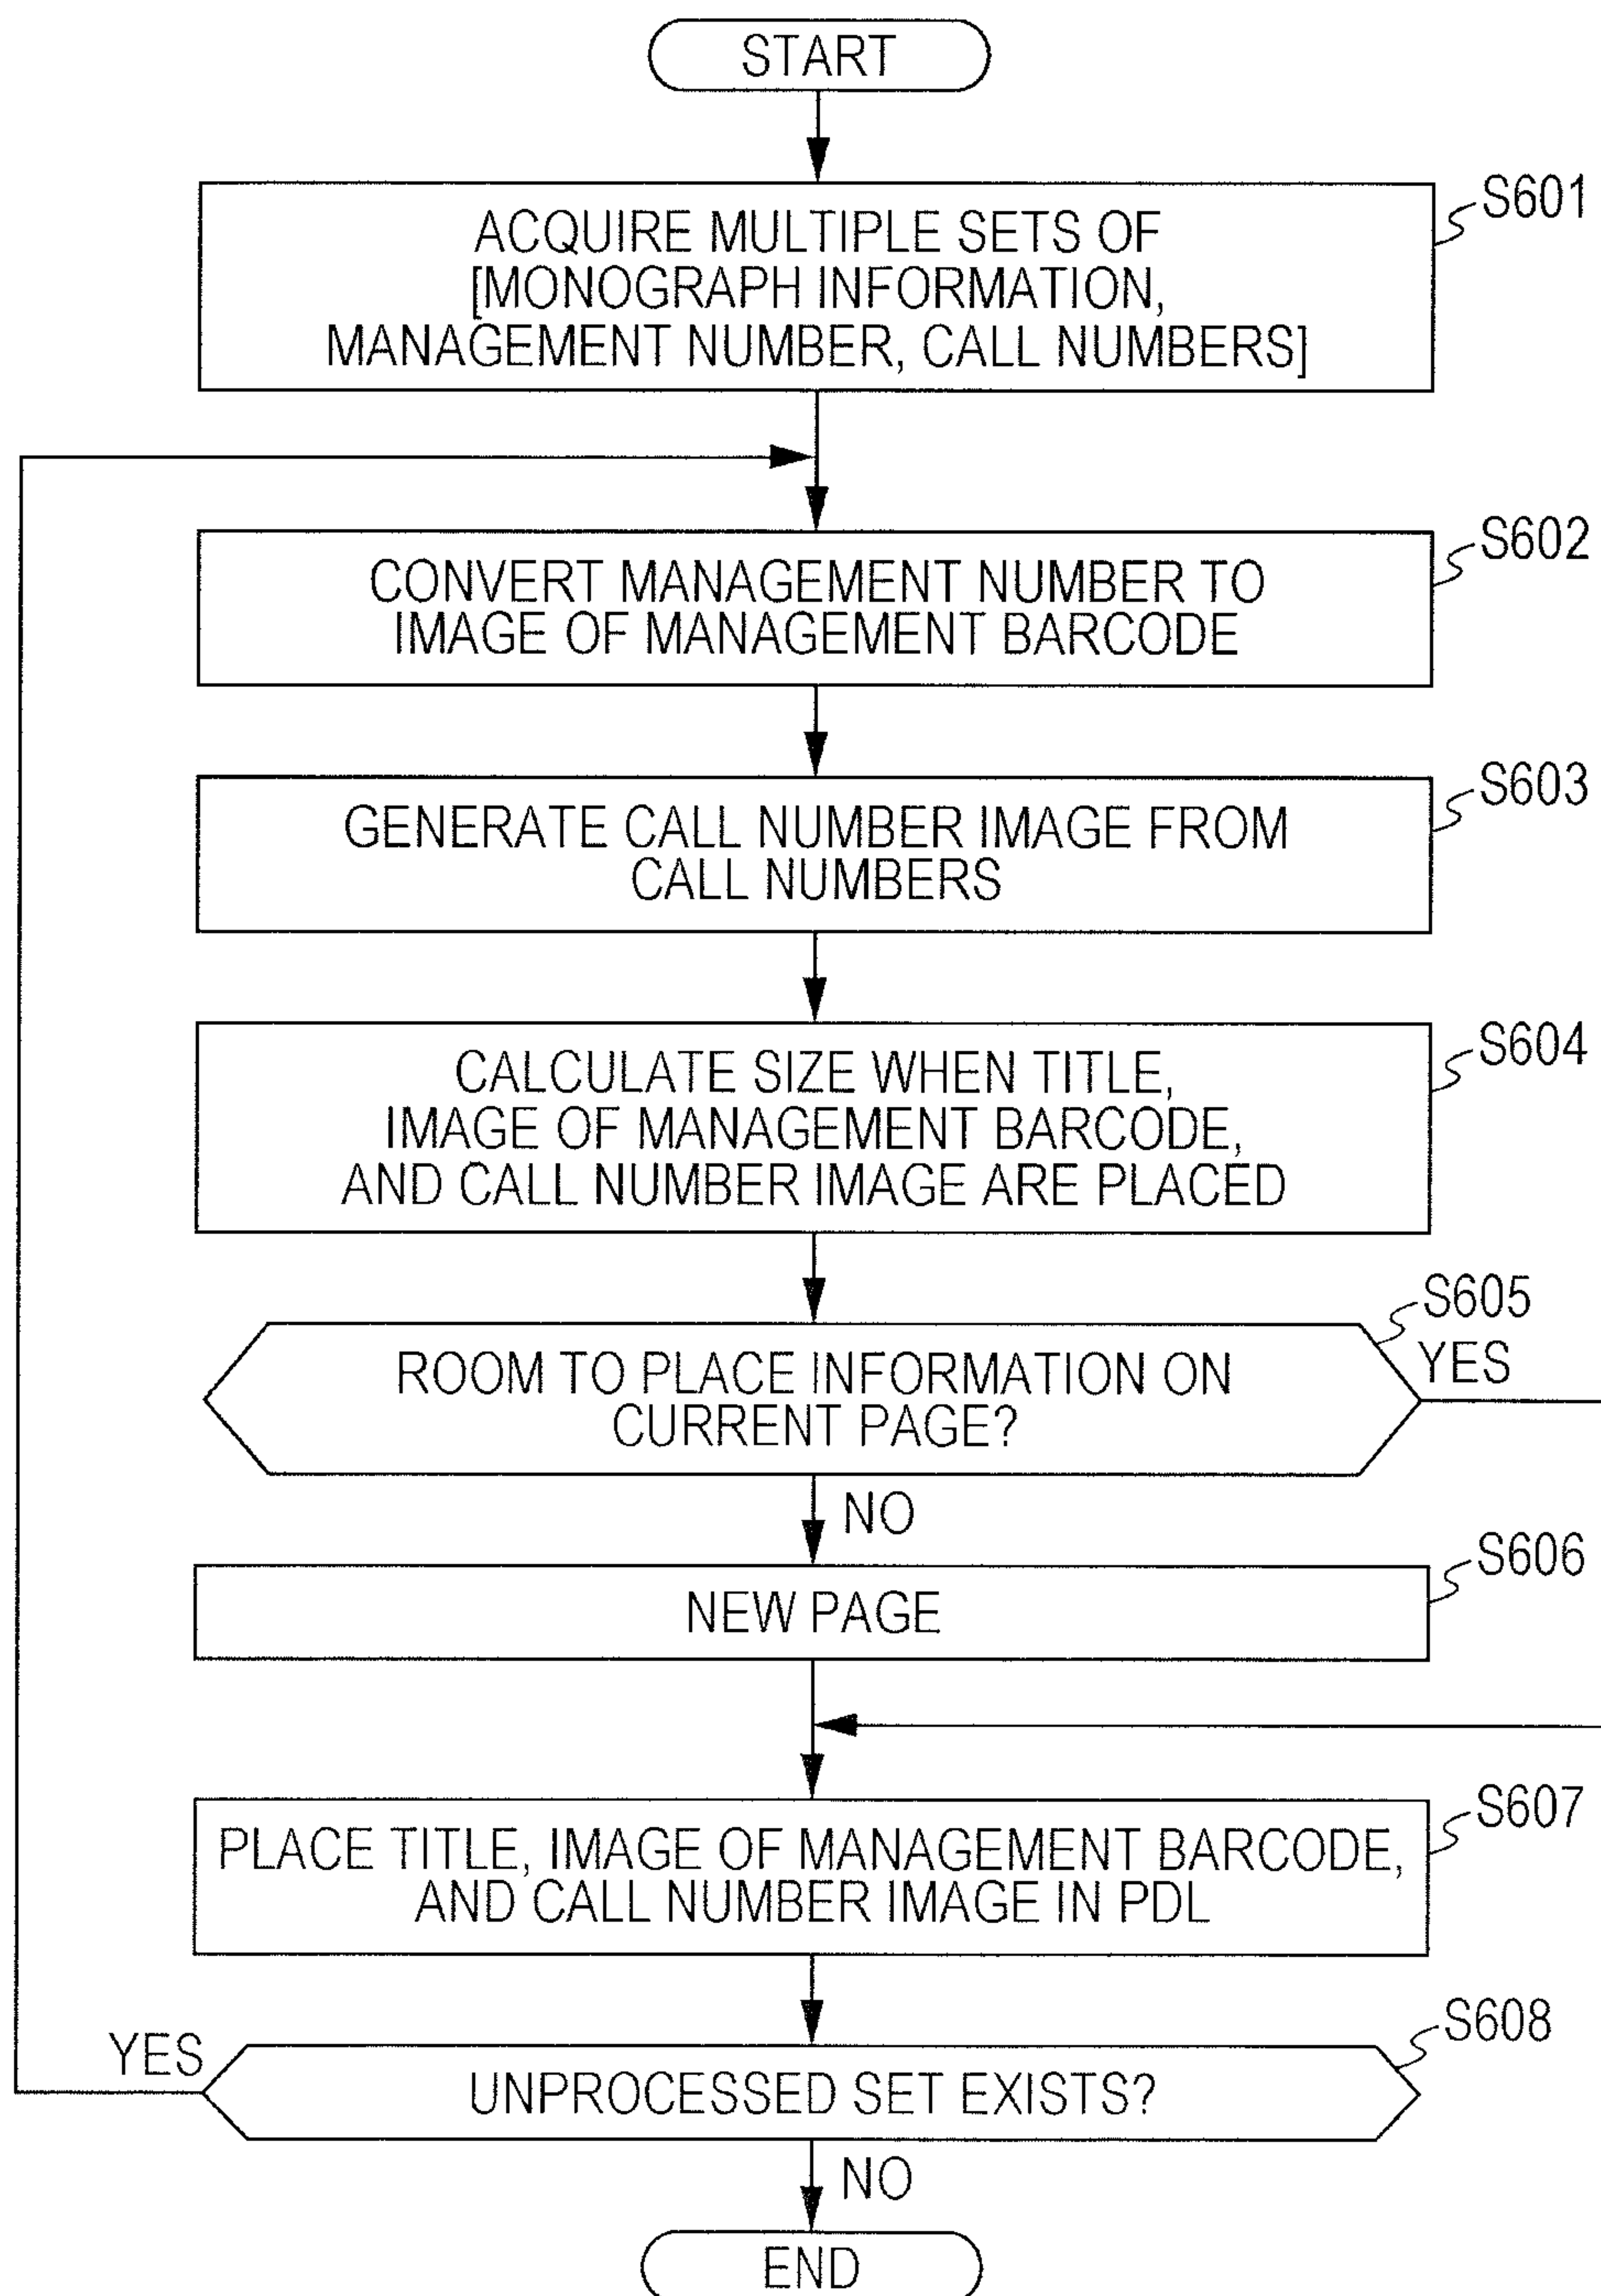 START
S601
ACQUIRE MULTIPLE SETS OF
[MONOGRAPH INFORMATION,
MANAGEMENT NUMBER, CALL NUMBERS]
S602
CONVERT MANAGEMENT NUMBER TO
IMAGE OF MANAGEMENT BARCODE
S603
GENERATE CALL NUMBER IMAGE FROM
CALL NUMBERS
S604
CALCULATE SIZE WHEN TITLE,
IMAGE OF MANAGEMENT BARCODE,
AND CALL NUMBER IMAGE ARE PLACED
S605
YES
ROOM TO PLACE INFORMATION ON
CURRENT PAGE?
NO
S606
NEW PAGE
S607
PLACE TITLE, IMAGE OF MANAGEMENT BARCODE,
AND CALL NUMBER IMAGE IN PDL
S608
YES
UNPROCESSED SET EXISTS?
NO
END